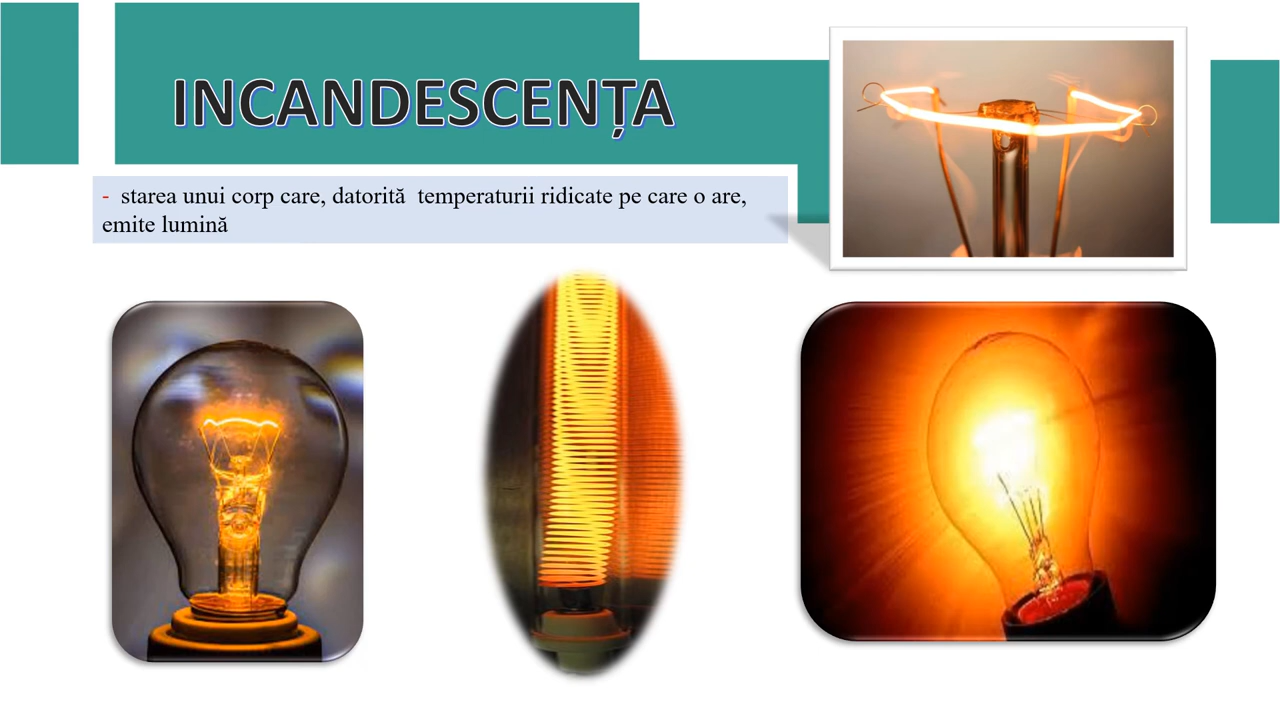 INCANDESCENȚA
- starea unui corp care, datorită temperaturii ridicate pe care o are,
emite lumină